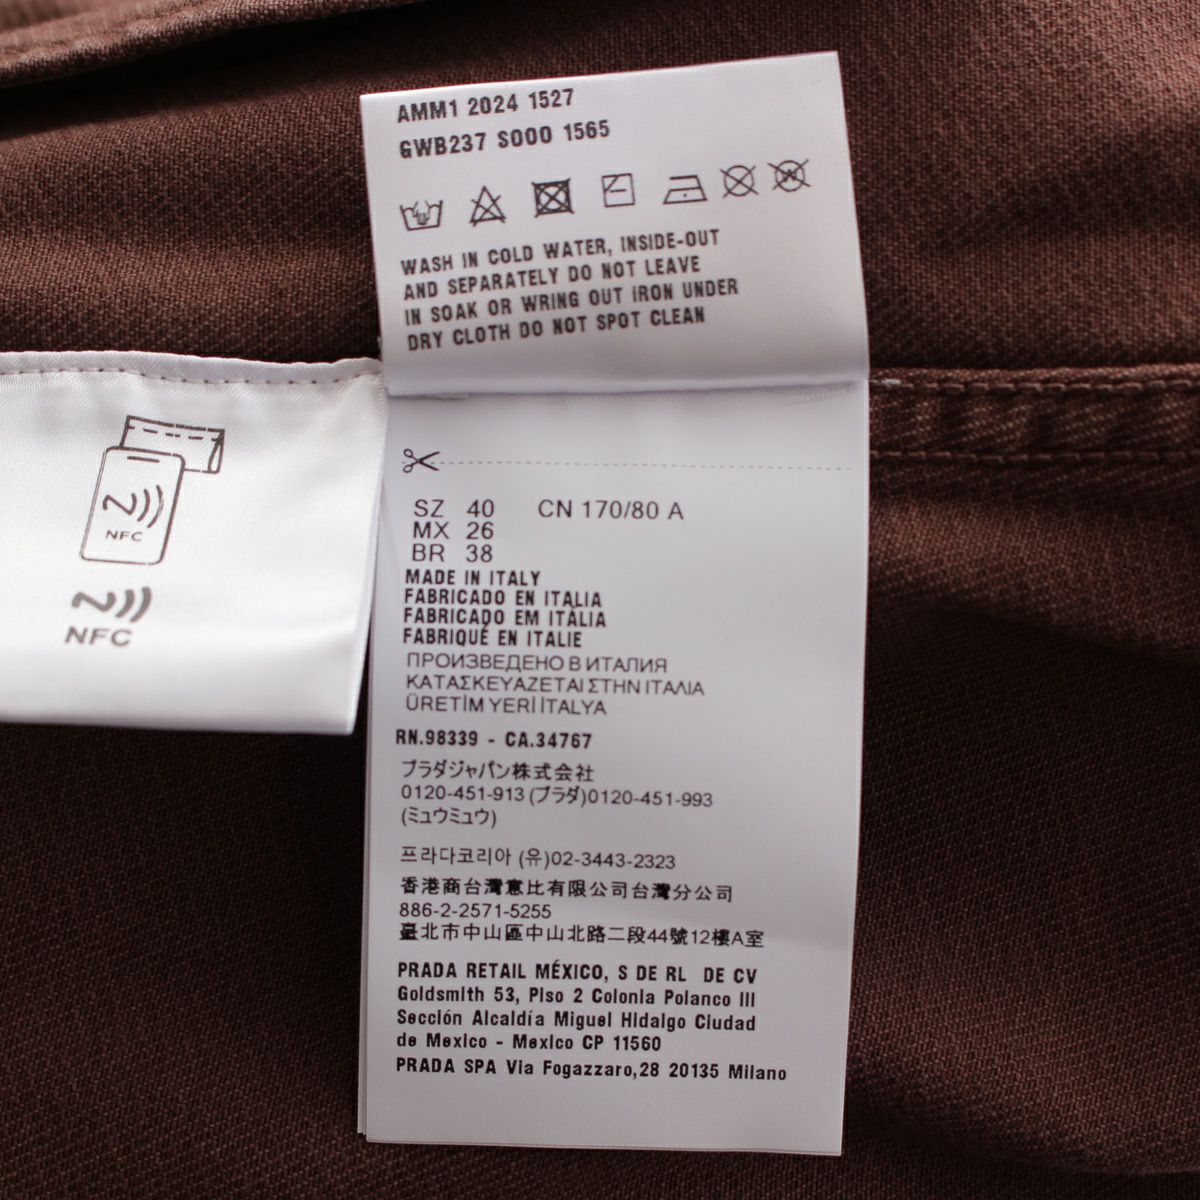 AMM1 2024 1527
GWB237 S000 1565
WASH IN COLD WATER, INSIDE-OUT
AND SEPARATELY DO NOT LEAVE
IN SOAK OR WRING OUT IRON UNDER
DRY CLOTH DO NOT SPOT CLEAN
NFC
NFC
SZ 40 CN 170/80 A
MX 26
BR 38
MADE IN ITALY
FABRICADO EN ITALIA
FABRICADO EM ITÁLIA
FABRIQUÉ EN ITALIE
ПРОИЗВЕДЕНО В ИТАЛИЯ
ΚΑΤΑΣΚΕΥΑΖΕΤΑΙ ΣΤΗΝ ΙΤΑΛΙΑ
ÜRETİM YERİ İTALYA
RN.98339 - CA.34767
プラダジャパン株式会社
0120-451-913 (プラダ)0120-451-993
(ミュウミュウ)
프라다코리아 (유)02-3443-2323
香港商台灣意比有限公司台灣分公司
886-2-2571-5255
臺北市中山區中山北路二段44號12樓A室
PRADA RETAIL MÉXICO, S DE RL DE CV
Goldsmith 53, Piso 2 Colonia Polanco III
Sección Alcaldía Miguel Hidalgo Ciudad
de Mexico - Mexico CP 11560
PRADA SPA Via Fogazzaro,28 20135 Milano